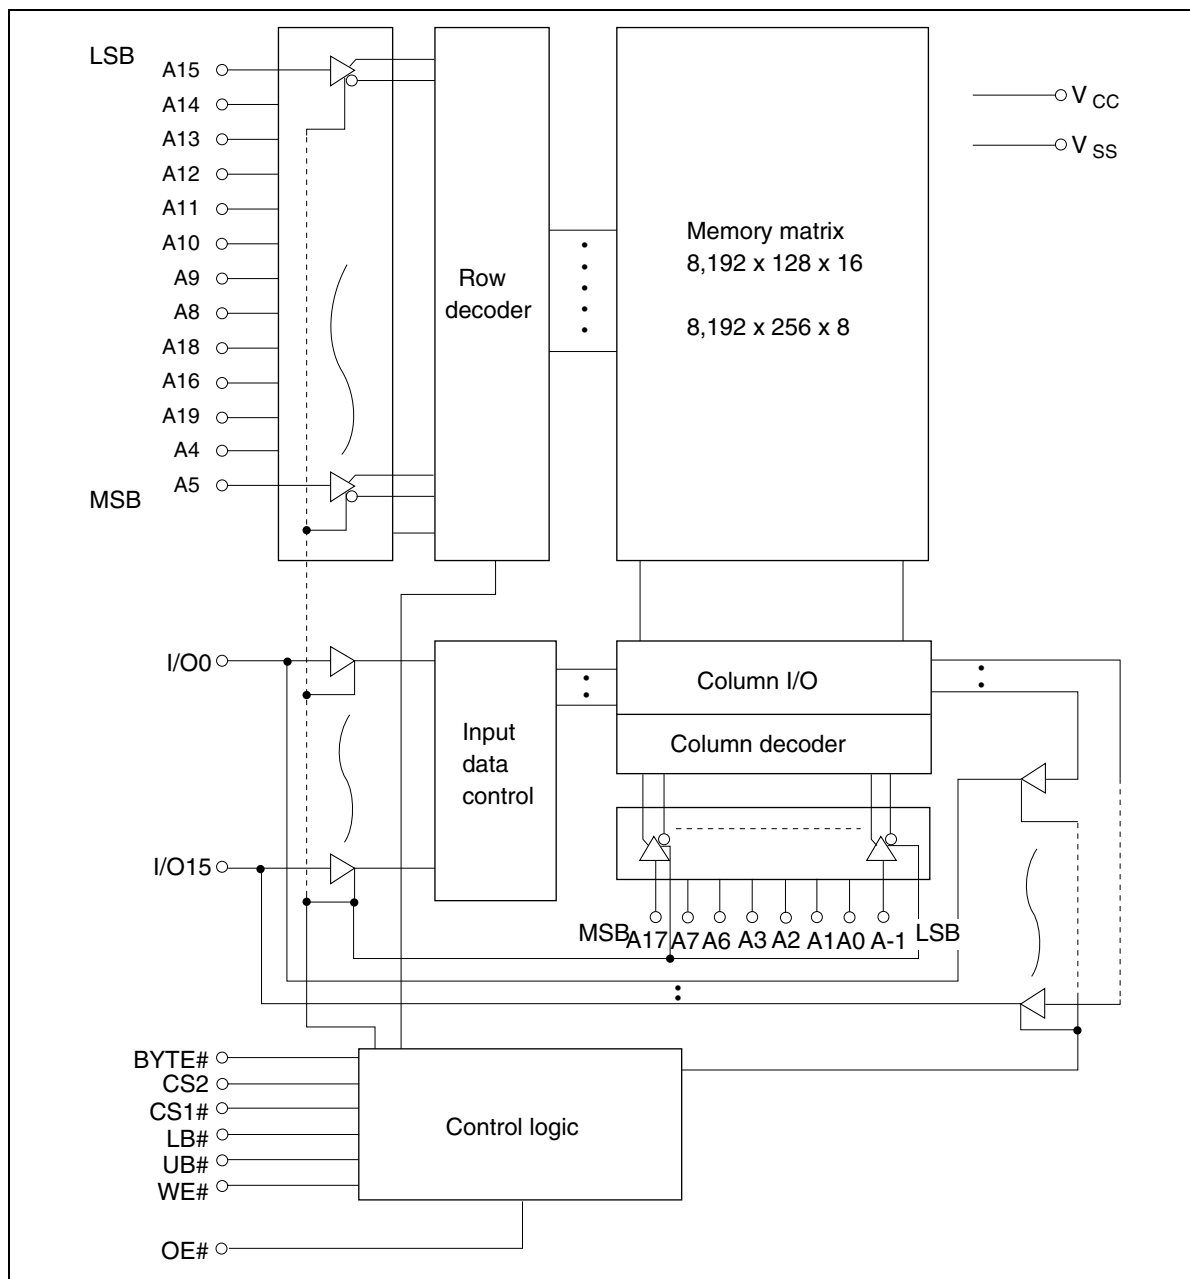 LSB
A15
A14
A13
A12
A11
A10
A9
A8
A18
A16
A19
A4
A5
MSB
Row
decoder
Memory matrix
8,192 x 128 x 16
8,192 x 256 x 8
V CC
V SS
I/O0
I/O15
Input
data
control
Column I/O
Column decoder
MSB A17 A7 A6 A3 A2 A1 A0 A-1 LSB
BYTE#
CS2
CS1#
LB#
UB#
WE#
OE#
Control logic